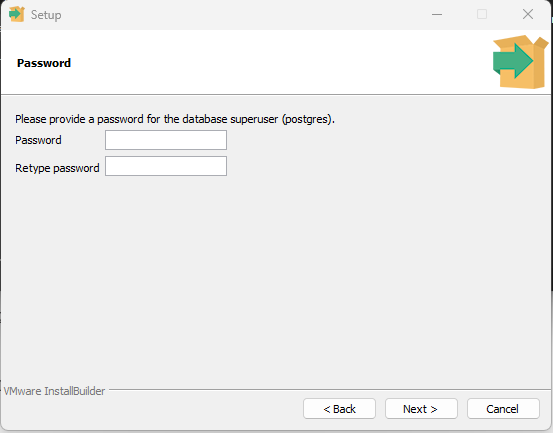 Setup
Password
Please provide a password for the database superuser (postgres).
Password
Retype password
VMware InstallBuilder
< Back
Next >
Cancel